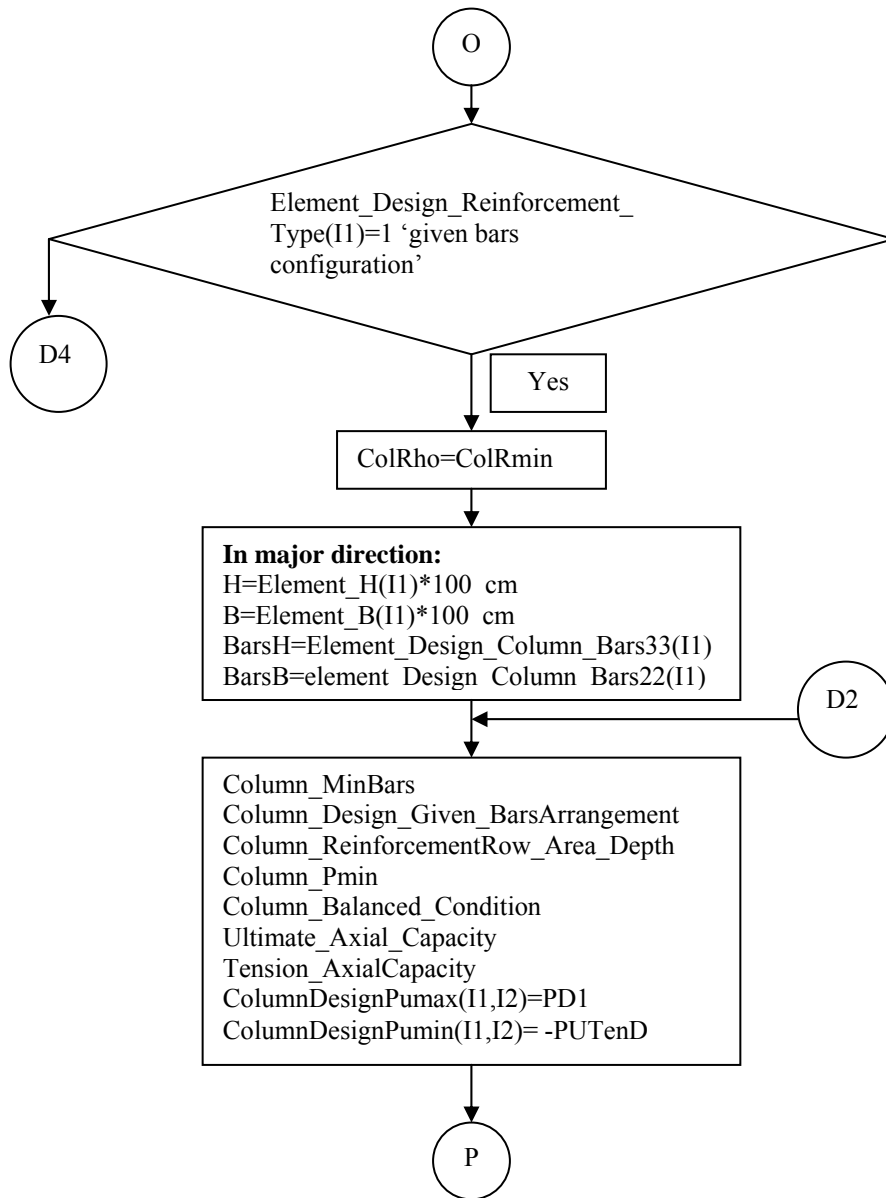 O
Element_Design_Reinforcement_
Type(I1)=1 ‘given bars
configuration’
D4
Yes
ColRho=ColRmin
In major direction:
H=Element_H(I1)*100 cm
B=Element_B(I1)*100 cm
BarsH=Element_Design_Column_Bars33(I1)
BarsB=element Design Column Bars22(I1)
D2
Column_MinBars
Column_Design_Given_BarsArrangement
Column_ReinforcementRow_Area_Depth
Column_Pmin
Column_Balanced_Condition
Ultimate_Axial_Capacity
Tension_AxialCapacity
ColumnDesignPumax(I1,I2)=PD1
ColumnDesignPumin(I1,I2)= -PUTenD
P